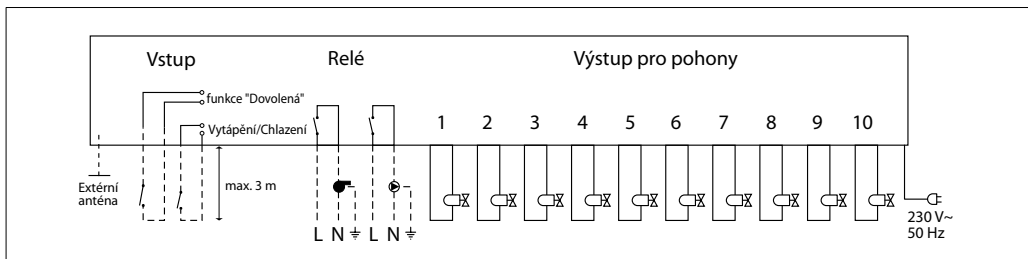 Vstup
Relé
Výstup pro pohony
funkce "Dovolená"
Vytápění/Chlazení
1 2 3 4 5 6 7 8 9 10
Extérní
anténa
max. 3 m
L N L N
230 V~
50 Hz